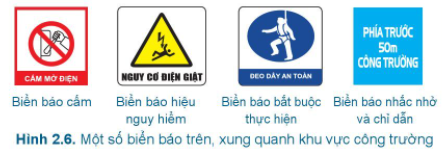 CẤM MỞ ĐIỆN
NGUY CƠ ĐIỆN GIẬT
ĐEO DÂY AN TOÀN
PHÍA TRƯỚC
50m
CÔNG TRƯỜNG
Biển báo cấm
Biển báo hiệu
nguy hiểm
Biển báo bắt buộc
thực hiện
Biển báo nhắc nhở
và chỉ dẫn
Hình 2.6. Một số biển báo trên, xung quanh khu vực công trường